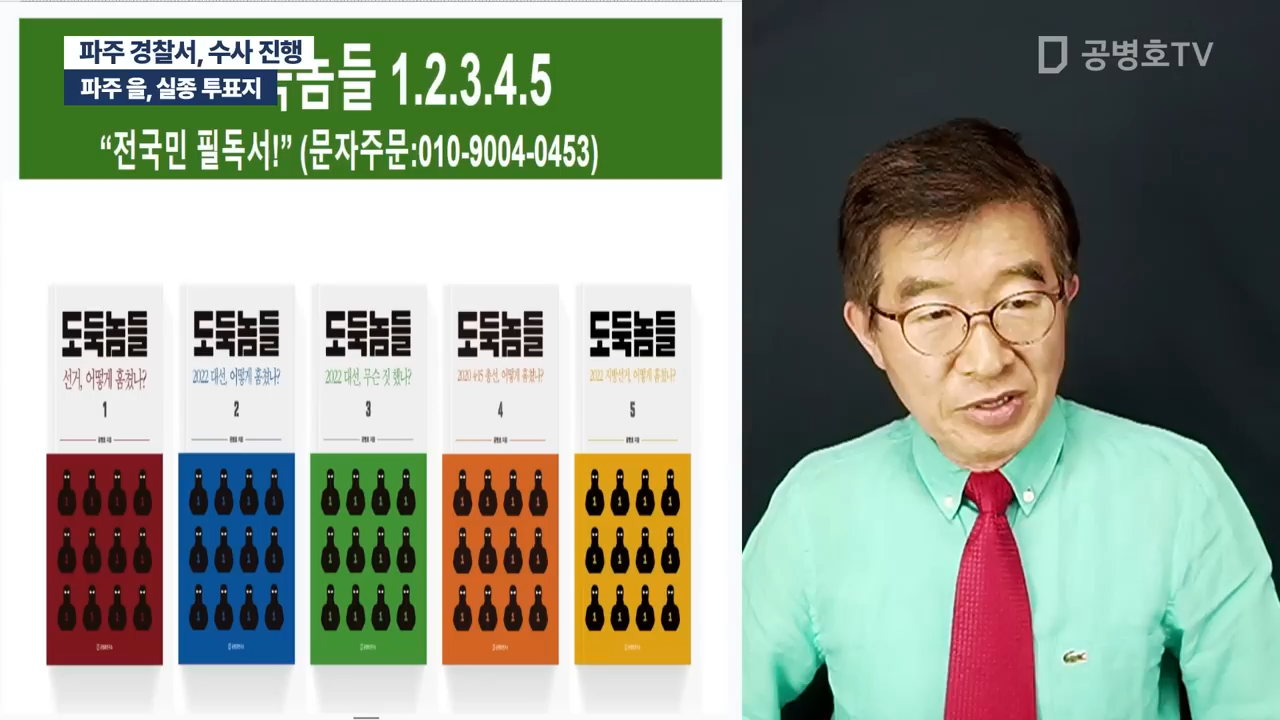 파주 경찰서, 수사 진행
파주 을, 실종 투표지
둑놈들 1.2.3.4.5
“전국민 필독서!” (문자주문:010-9004-0453)
공병호TV
도둑놈들
선거, 어떻게 훔쳤나?
1
도둑놈들
2022 대선, 어떻게 훔쳤나?
2
도둑놈들
2022 대선, 무슨 짓 했나?
3
도둑놈들
2020 4·15 총선, 어떻게 훔쳤나?
4
도둑놈들
2022 지방선거, 어떻게 훔쳤나?
5